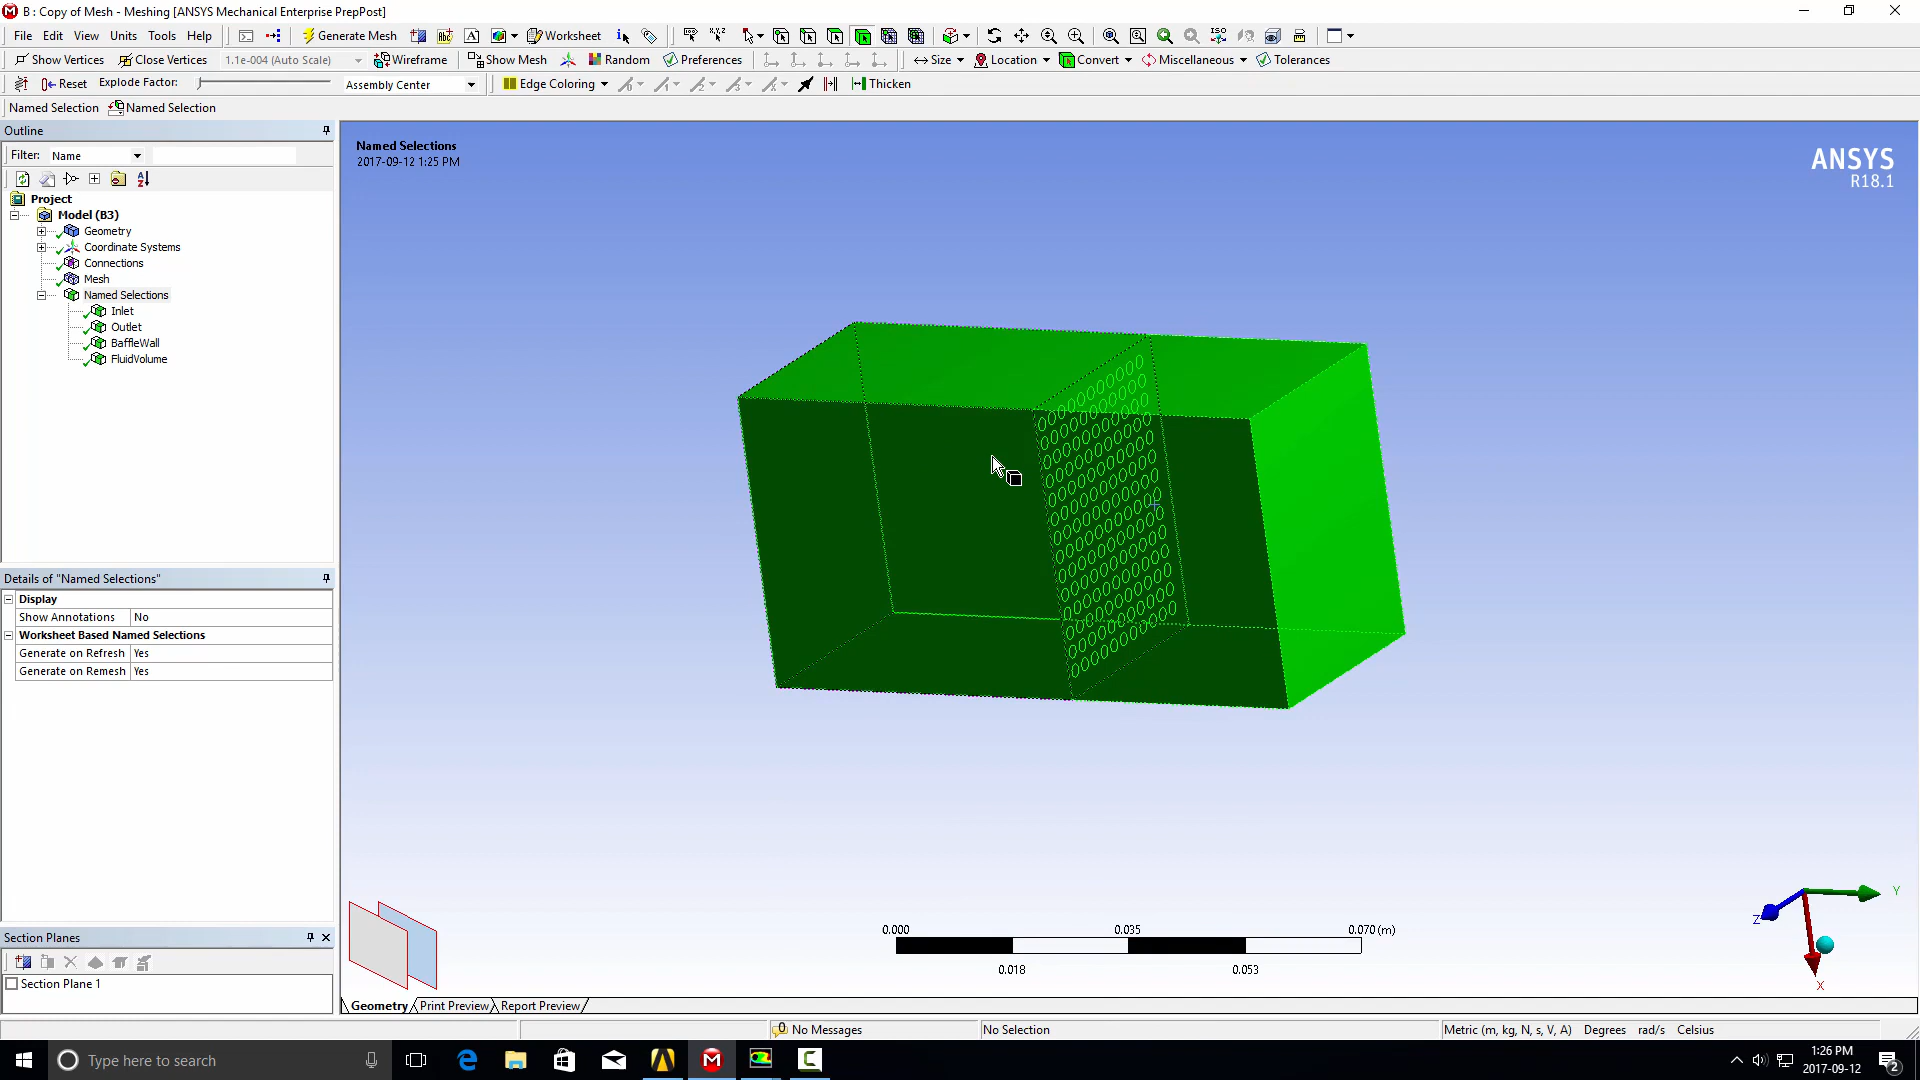 B : Copy of Mesh - Meshing [ANSYS Mechanical Enterprise PrepPost]
File Edit View Units Tools Help Generate Mesh A Worksheet
Show Vertices Close Vertices 1.1e-004 (Auto Scale) Wireframe Show Mesh Random Preferences Size Location Convert Miscellaneous Tolerances
Reset Explode Factor: Assembly Center Edge Coloring Thicken
Named Selection Named Selection
Outline
Filter: Name
Project
Model (B3)
Geometry
Coordinate Systems
Connections
Mesh
Named Selections
Inlet
Outlet
BaffleWall
FluidVolume
Details of "Named Selections"
Display
Show Annotations No
Worksheet Based Named Selections
Generate on Refresh Yes
Generate on Remesh Yes
Section Planes
Section Plane 1
Named Selections
2017-09-12 1:25 PM
ANSYS
R18.1
0.000 0.035 0.070 (m)
0.018 0.053
Y
Z
X
Geometry Print Preview Report Preview
No Messages No Selection Metric (m, kg, N, s, V, A) Degrees rad/s Celsius
Type here to search
1:26 PM
2017-09-12
2